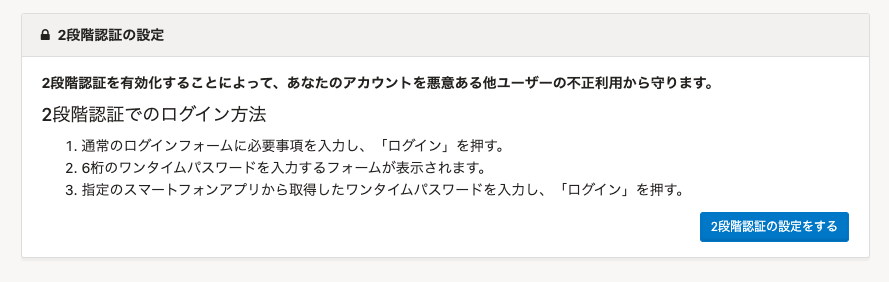 2段階認証の設定
2段階認証を有効化することによって、あなたのアカウントを悪意ある他ユーザーの不正利用から守ります。
2段階認証でのログイン方法
1. 通常のログインフォームに必要事項を入力し、「ログイン」を押す。
2. 6桁のワンタイムパスワードを入力するフォームが表示されます。
3. 指定のスマートフォンアプリから取得したワンタイムパスワードを入力し、「ログイン」を押す。
2段階認証の設定をする